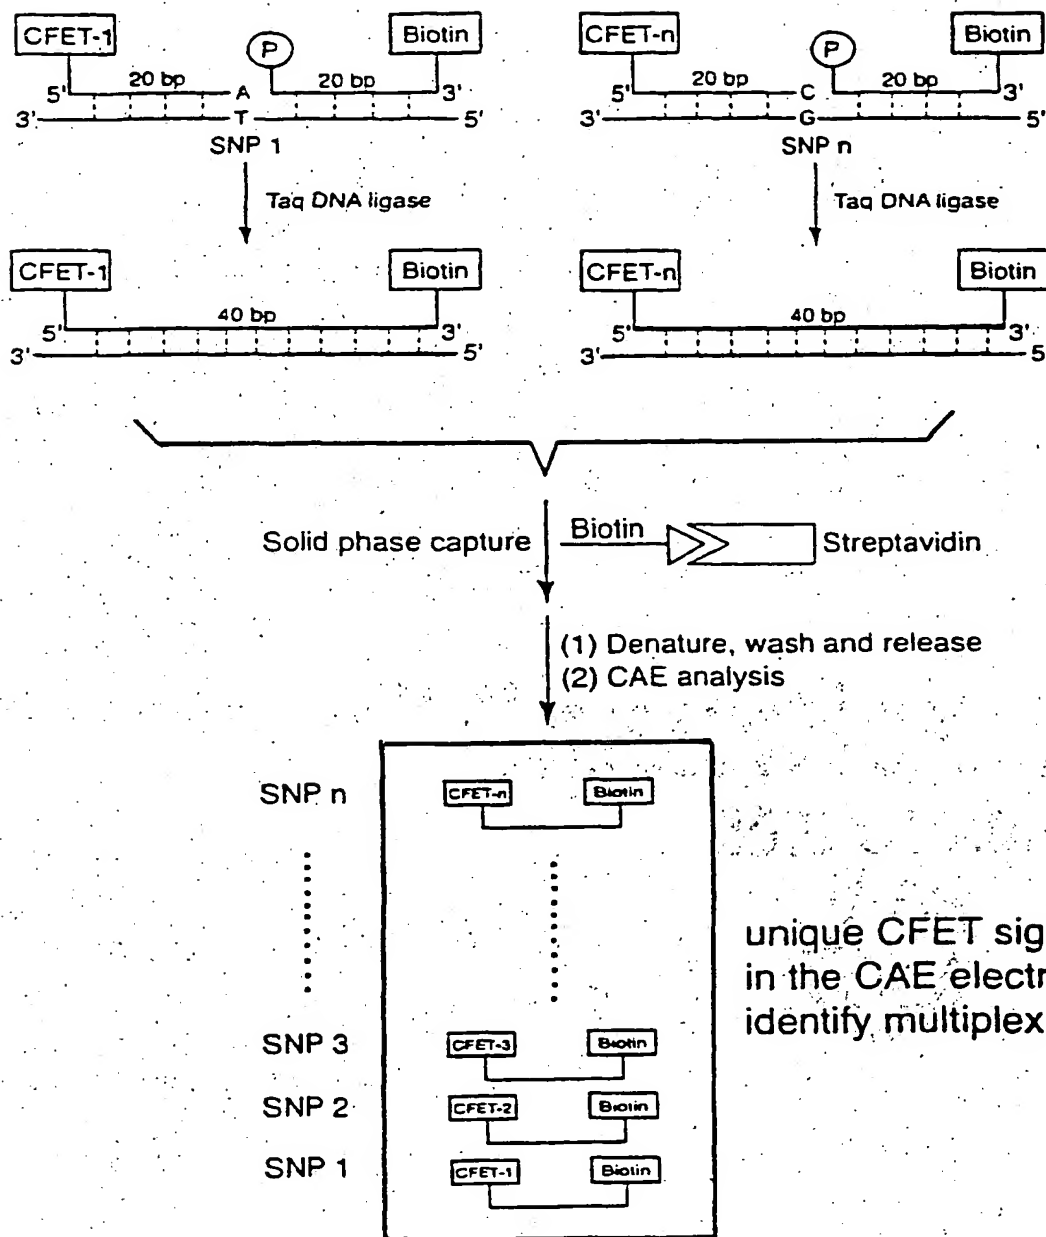 CFET-1 P Biotin
20 bp 20 bp
5' A 3'
3' T 5'
SNP 1
Taq DNA ligase
CFET-1 Biotin
40 bp
5' 3'
3' 5'
CFET-n P Biotin
20 bp 20 bp
5' C 3'
3' G 5'
SNP n
Taq DNA ligase
CFET-n Biotin
40 bp
5' 3'
3' 5
Solid phase capture Biotin Streptavidin
(1) Denature, wash and release
(2) CAE analysis
SNP n CFET-n Biotin
unique CFET sig
in the CAE electr
identify multiplex
SNP 3 CFET-3 Biotin
SNP 2 CFET-2 Biotin
SNP 1 CFET-1 Biotin